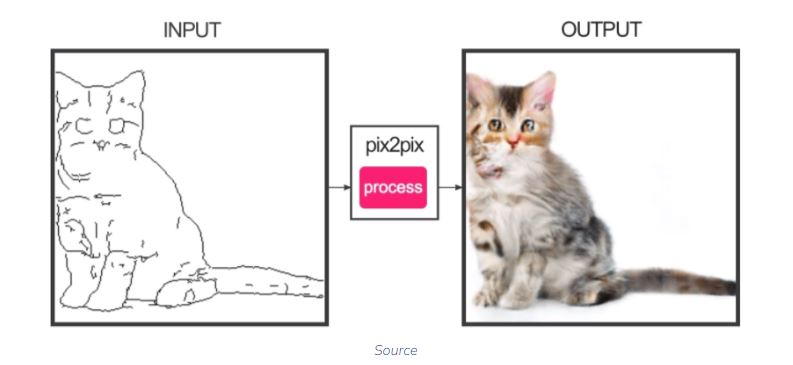 INPUT
OUTPUT
pix2pix
process
Source